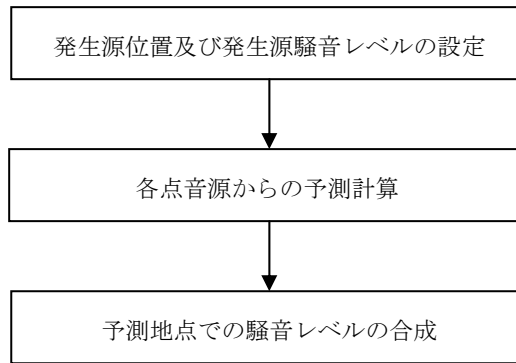 発生源位置及び発生源騒音レベルの設定
各点音源からの予測計算
予測地点での騒音レベルの合成